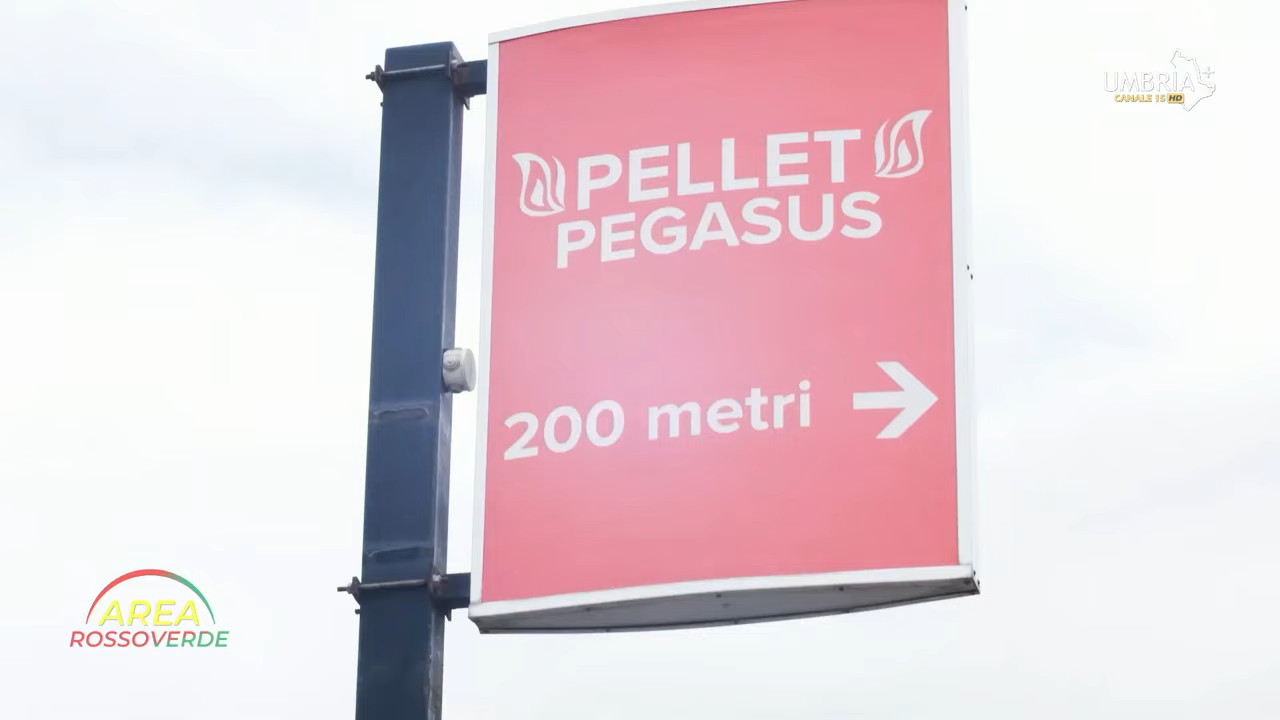 UMBRIA+
CANALE 15 HD
PELLET
PEGASUS
200 metri
AREA
ROSSOVERDE